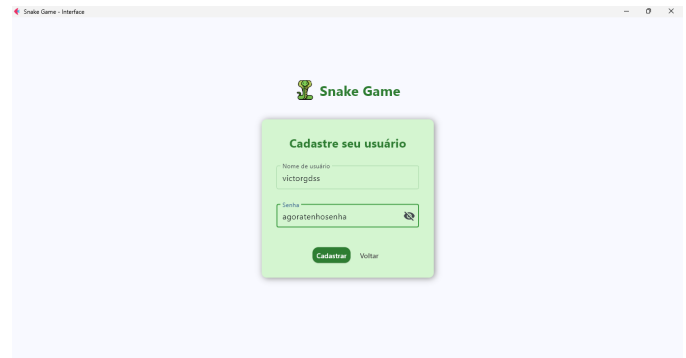 Snake Game - Interface
Snake Game
Cadastre seu usuário
Nome de usuário
victorgdss
Senha
agoratenhosenha
Cadastrar Voltar